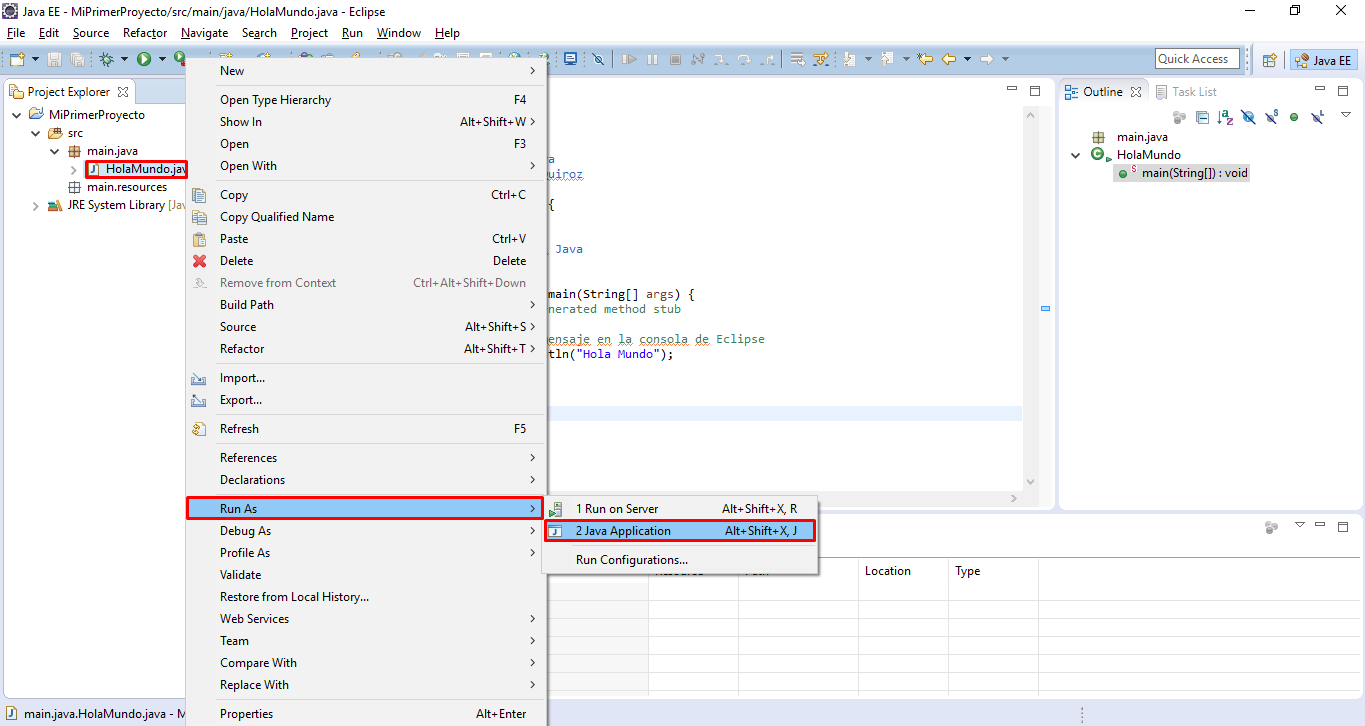 Java EE - MiPrimerProyecto/src/main/java/HolaMundo.java - Eclipse
File Edit Source Refactor Navigate Search Project Run Window Help
Quick Access Java EE
Project Explorer
MiPrimerProyecto
src
main.java
HolaMundo.jav
main.resources
JRE System Library [Jav
New
Open Type Hierarchy F4
Show In Alt+Shift+W
Open F3
Open With
Copy Ctrl+C
Copy Qualified Name
Paste Ctrl+V
Delete Delete
Remove from Context Ctrl+Alt+Shift+Down
Build Path
Source Alt+Shift+S
Refactor Alt+Shift+T
Import...
Export...
Refresh F5
References
Declarations
Run As
Debug As
Profile As
Validate
Restore from Local History...
Web Services
Team
Compare With
Replace With
Properties Alt+Enter
1 Run on Server Alt+Shift+X, R
2 Java Application Alt+Shift+X, J
Run Configurations...
a
uiroz
{
Java
main(String[] args) {
nerated method stub
ensaje en la consola de Eclipse
tln("Hola Mundo");
Outline Task List
main.java
HolaMundo
main(String[]) : void
Location Type
main.java.HolaMundo.java - M